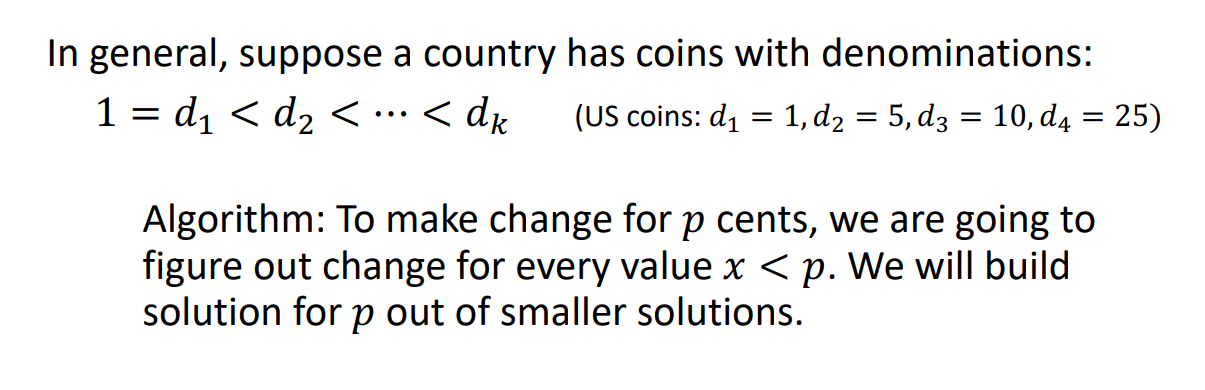 In general, suppose a country has coins with denominations:
1 = d₁ < d₂ < ⋯ < dₖ (US coins: d₁ = 1, d₂ = 5, d₃ = 10, d₄ = 25)
Algorithm: To make change for p cents, we are going to
figure out change for every value x < p. We will build
solution for p out of smaller solutions.